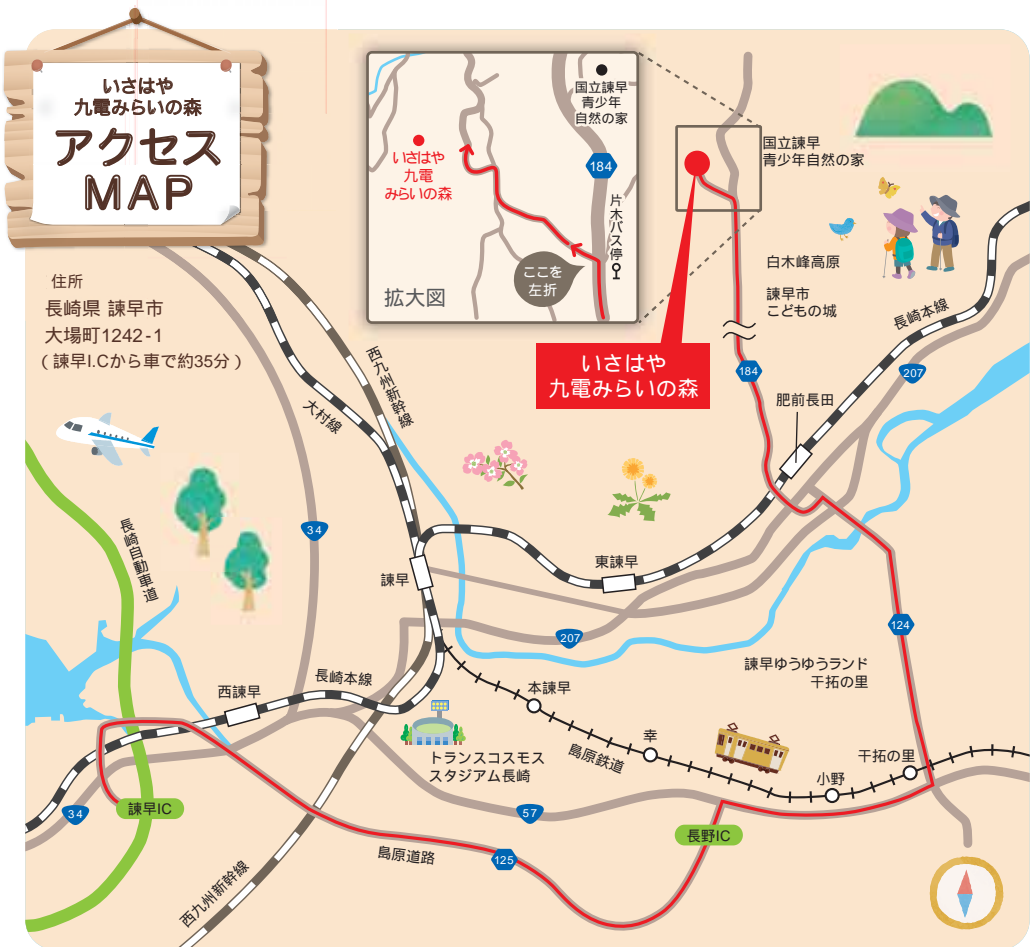 いさはや
九電みらいの森
アクセス
MAP
住所
長崎県 諫早市
大場町1242-1
（諫早I.Cから車で約35分）
国立諫早
青少年
自然の家
184
いさはや
九電
みらいの森
片木バス停
ここを
左折
拡大図
国立諫早
青少年自然の家
白木峰高原
諫早市
こどもの城
いさはや
九電みらいの森
184
長崎本線
207
肥前長田
西九州新幹線
大村線
34
長崎自動車道
諫早
東諫早
207
124
諫早ゆうゆうランド
干拓の里
西諫早
長崎本線
トランスコスモス
スタジアム長崎
本諫早
島原鉄道
幸
小野
干拓の里
34
諫早IC
57
長野IC
島原道路
125
西九州新幹線